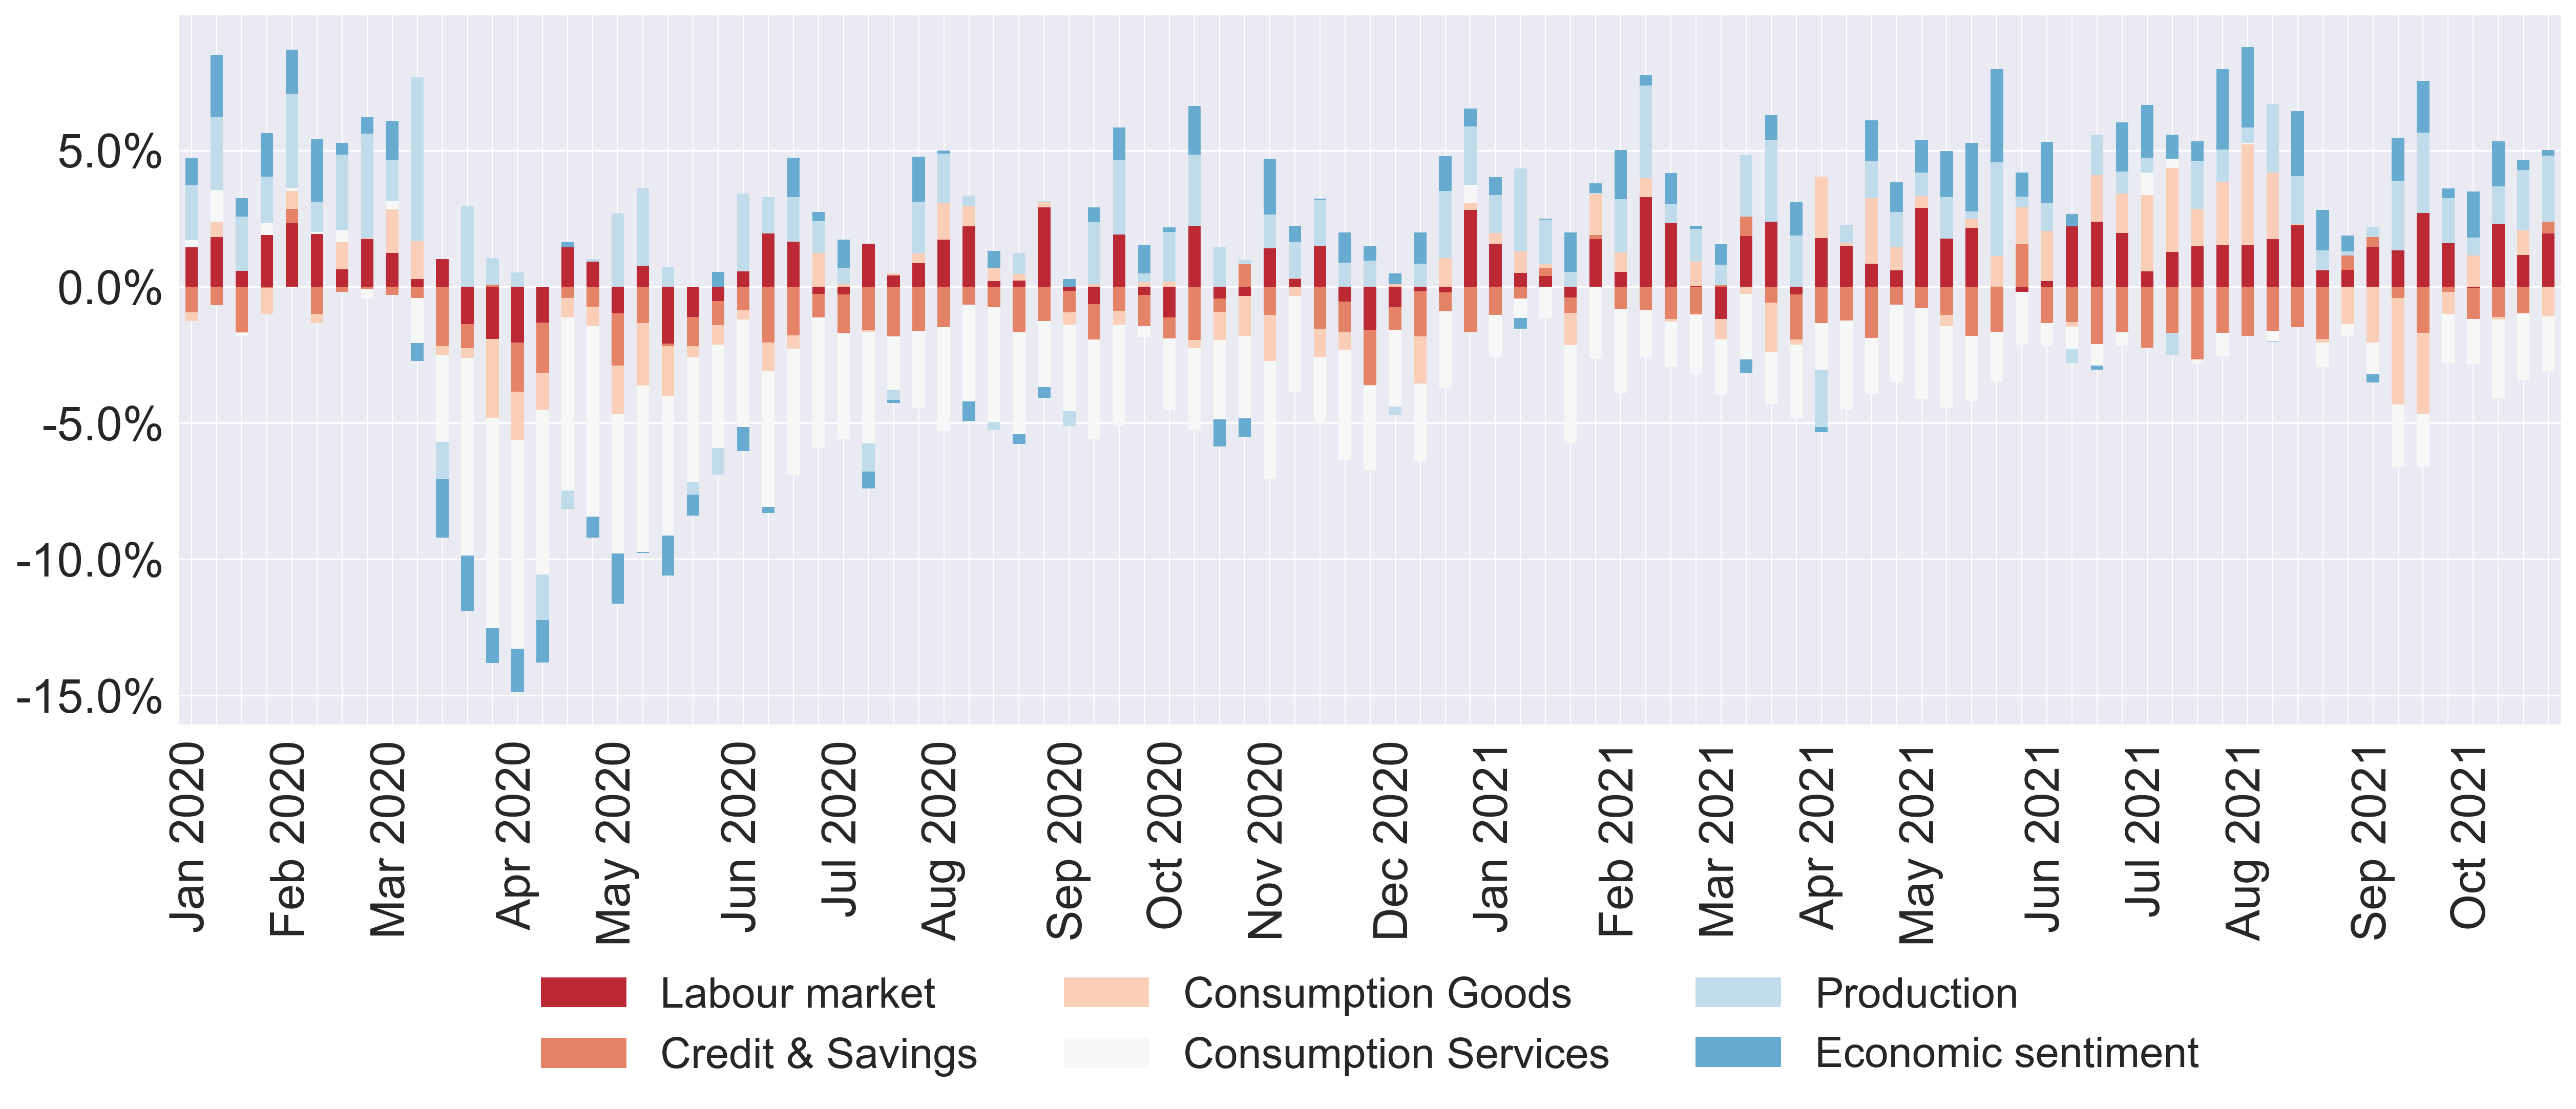 5.0%
0.0%
-5.0%
-10.0%
-15.0%
Jan 2020
Feb 2020
Mar 2020
Apr 2020
May 2020
Jun 2020
Jul 2020
Aug 2020
Sep 2020
Oct 2020
Nov 2020
Dec 2020
Jan 2021
Feb 2021
Mar 2021
Apr 2021
May 2021
Jun 2021
Jul 2021
Aug 2021
Sep 2021
Oct 2021
Labour market
Consumption Goods
Production
Credit & Savings
Consumption Services
Economic sentiment